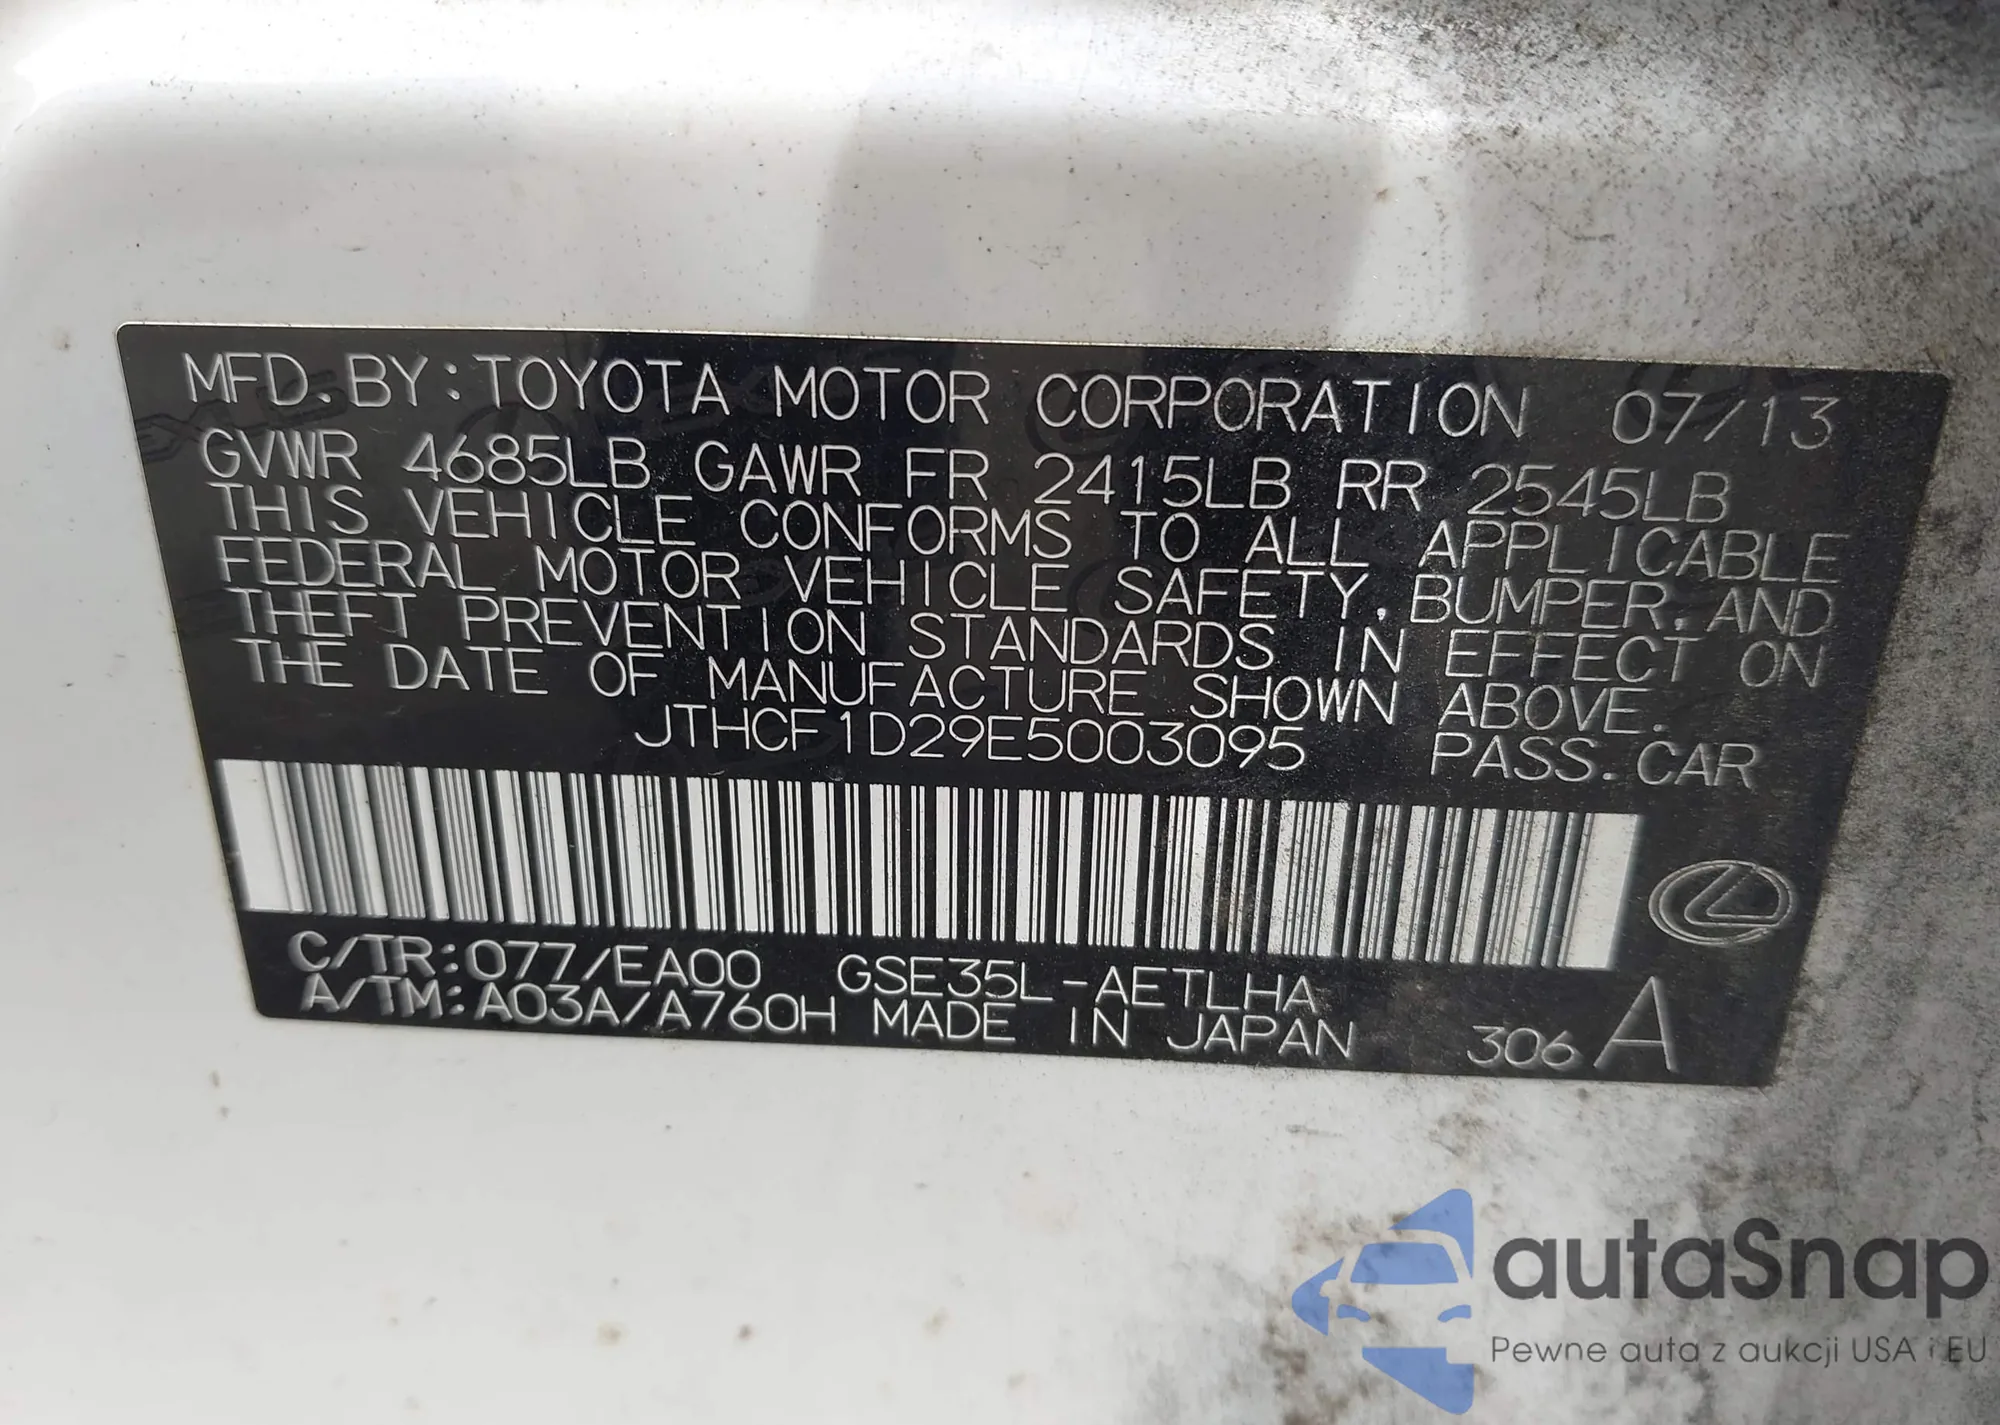 MFD. BY: TOYOTA MOTOR CORPORATION 07/13
GVWR 4685LB GAWR FR 2415LB RR 2545LB
THIS VEHICLE CONFORMS TO ALL APPLICABLE
FEDERAL MOTOR VEHICLE SAFETY, BUMPER, AND
THEFT PREVENTION STANDARDS IN EFFECT ON
THE DATE OF MANUFACTURE SHOWN ABOVE.
JTHCF1D29E5003095 PASS. CAR
C/TR: 077/EA00 GSE35L-AETLHA
A/TM: A03A/A760H MADE IN JAPAN 306 A
autaSnap
Pewne auta z aukcji USA i EU